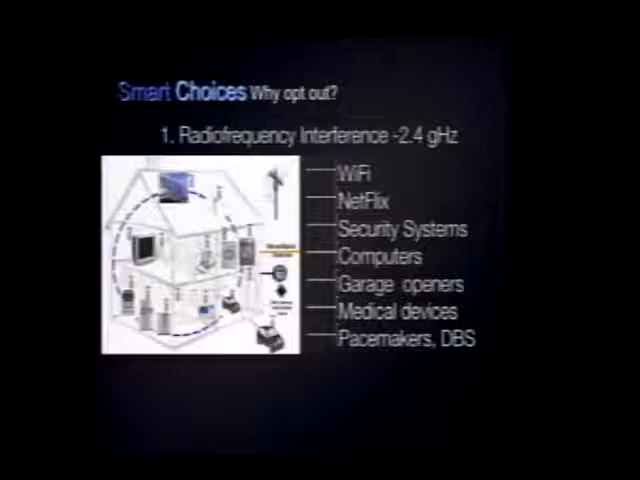 Smart Choices Why opt out?
1. Radiofrequency Interference -2.4 gHz
WiFi
NetFlix
Security Systems
Computers
Garage openers
Medical devices
Pacemakers, DBS